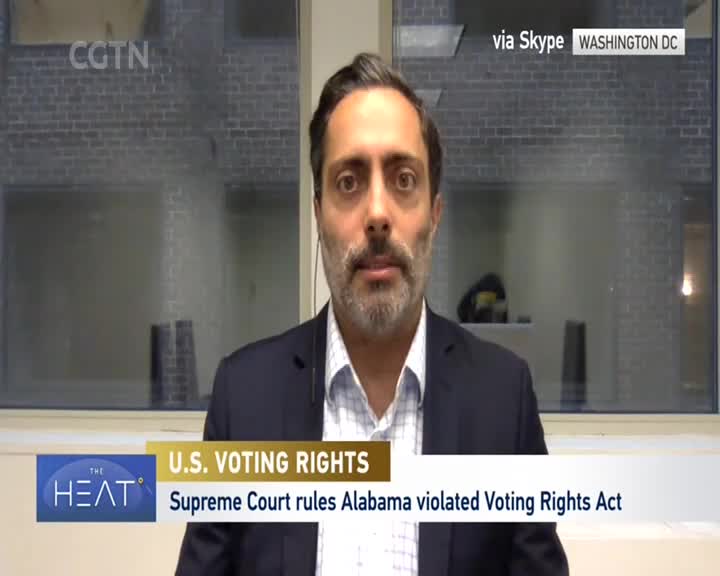 CGTN
via Skype
WASHINGTON DC
U.S. VOTING RIGHTS
THE
HEAT
Supreme Court rules Alabama violated Voting Rights Act